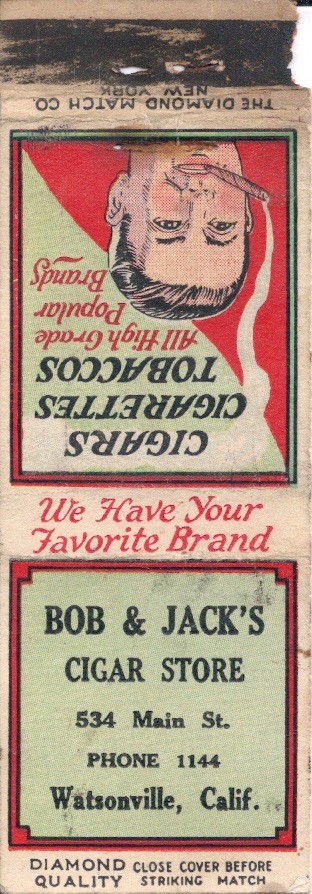 THE DIAMOND MATCH CO.
NEW YORK
CIGARS
CIGARETTES
TOBACCOS
All High Grade
Popular
Brands
We Have Your
Favorite Brand
BOB & JACK'S
CIGAR STORE
534 Main St.
PHONE 1144
Watsonville, Calif.
DIAMOND QUALITY
CLOSE COVER BEFORE STRIKING MATCH